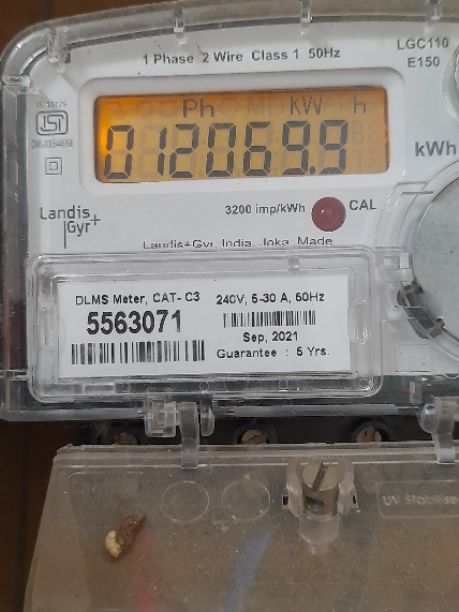 1 Phase 2 Wire Class 1 50Hz
LGC110
E150
Ph KW h
012069.9
kWh
Landis
Gyr+
3200 imp/kWh
CAL
Landis+Gyr, India, Joka, Made
DLMS Meter, CAT- C3
240V, 5-30 A, 50Hz
5563071
Sep, 2021
Guarantee : 5 Yrs.
UV Stabilise